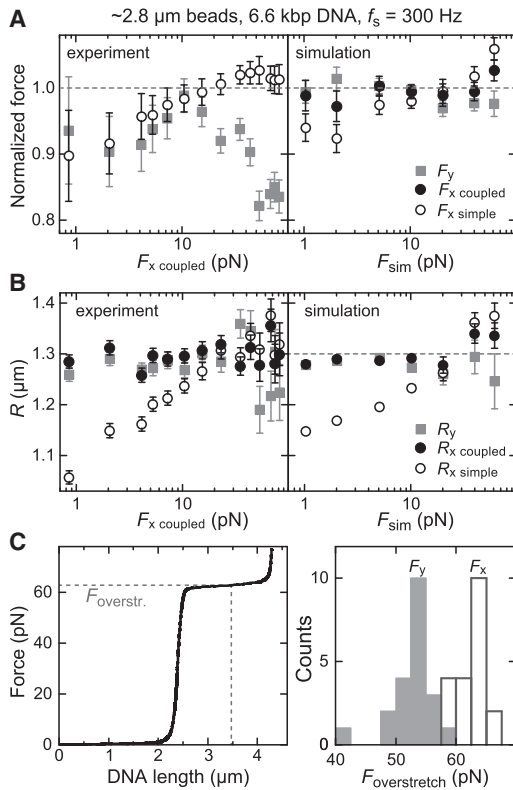 ~2.8 µm beads, 6.6 kbp DNA, fs = 300 Hz
A
experiment
simulation
Normalized force
1.0
0.9
0.8
Fy
Fx coupled
Fx simple
1
10
1
10
Fx coupled (pN)
Fsim (pN)
B
experiment
simulation
R (µm)
1.4
1.3
1.2
1.1
Ry
Rx coupled
Rx simple
1
10
1
10
Fx coupled (pN)
Fsim (pN)
C
Force (pN)
60
40
20
0
Foverstr.
0
1
2
3
4
DNA length (µm)
Counts
10
5
0
Fy
Fx
40
50
60
Foverstretch (pN)